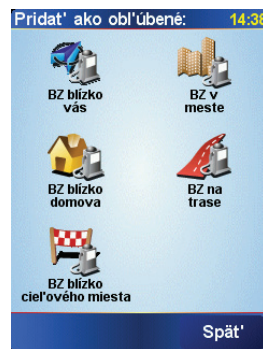 Pridat' ako obl'úbené: 14:38
BZ blízko
vás
BZ v
meste
BZ blízko
domova
BZ na
trase
BZ blízko
ciel'ového miesta
Spät'